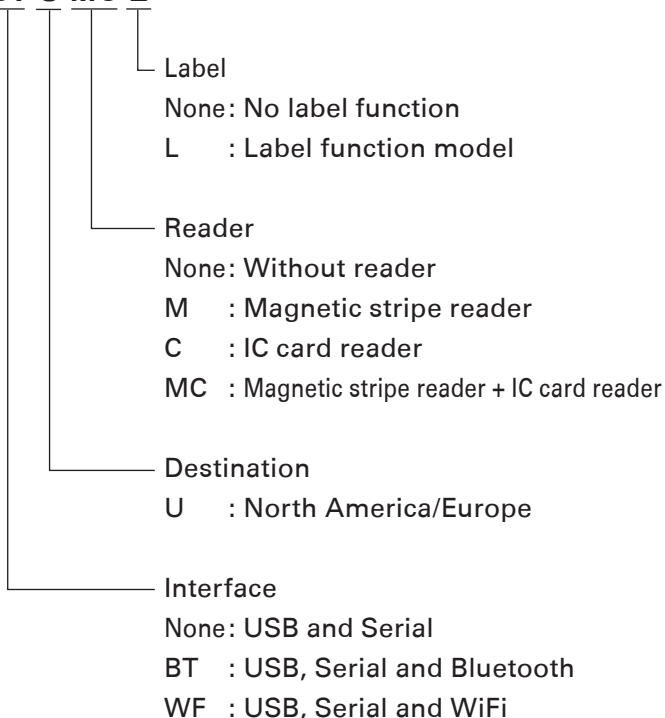 Label
None: No label function
L : Label function model
Reader
None: Without reader
M : Magnetic stripe reader
C : IC card reader
MC : Magnetic stripe reader + IC card reader
Destination
U : North America/Europe
Interface
None: USB and Serial
BT : USB, Serial and Bluetooth
WF : USB, Serial and WiFi